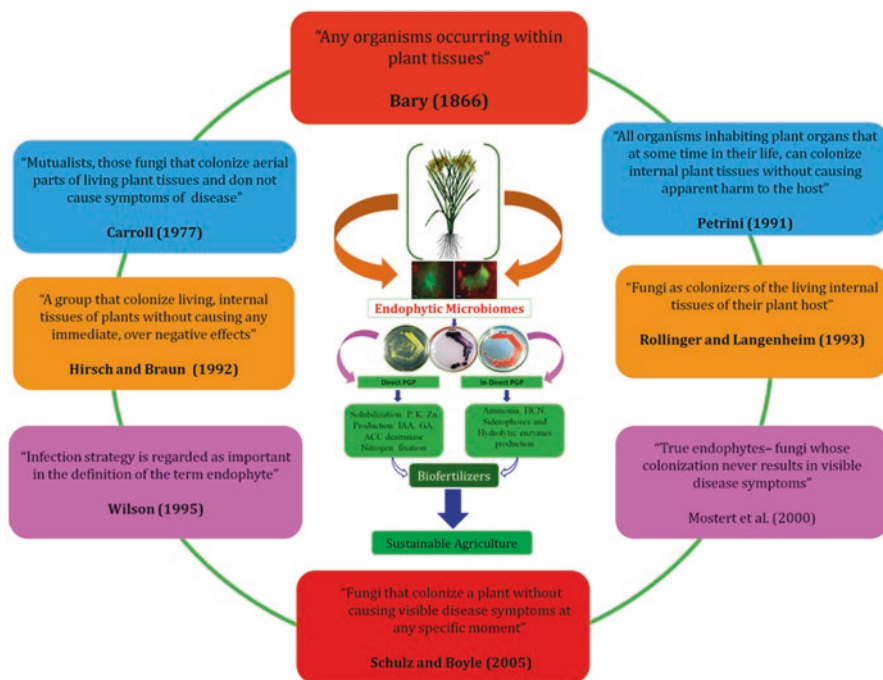 “Any organisms occurring within
plant tissues”
Bary (1866)
“Mutualists, those fungi that colonize aerial
parts of living plant tissues and don not
cause symptoms of disease”
Carroll (1977)
“All organisms inhabiting plant organs that
at some time in their life, can colonize
internal plant tissues without causing
apparent harm to the host”
Petrini (1991)
“A group that colonize living, internal
tissues of plants without causing any
immediate, over negative effects”
Hirsch and Braun (1992)
“Fungi as colonizers of the living internal
tissues of their plant host”
Rollinger and Langenheim (1993)
“Infection strategy is regarded as important
in the definition of the term endophyte”
Wilson (1995)
“True endophytes– fungi whose
colonization never results in visible
disease symptoms”
Mostert et al. (2000)
Endophytic Microbiomes
Direct PGP
in-Direct PGP
Solubilization: P, K, Zn
Production: IAA, GA,
ACC deaminase
Nitrogen fixation
Ammonia, HCN,
Siderophores and
Hydrolytic enzymes
production
Biofertilizers
Sustainable Agriculture
“Fungi that colonize a plant without
causing visible disease symptoms at
any specific moment”
Schulz and Boyle (2005)